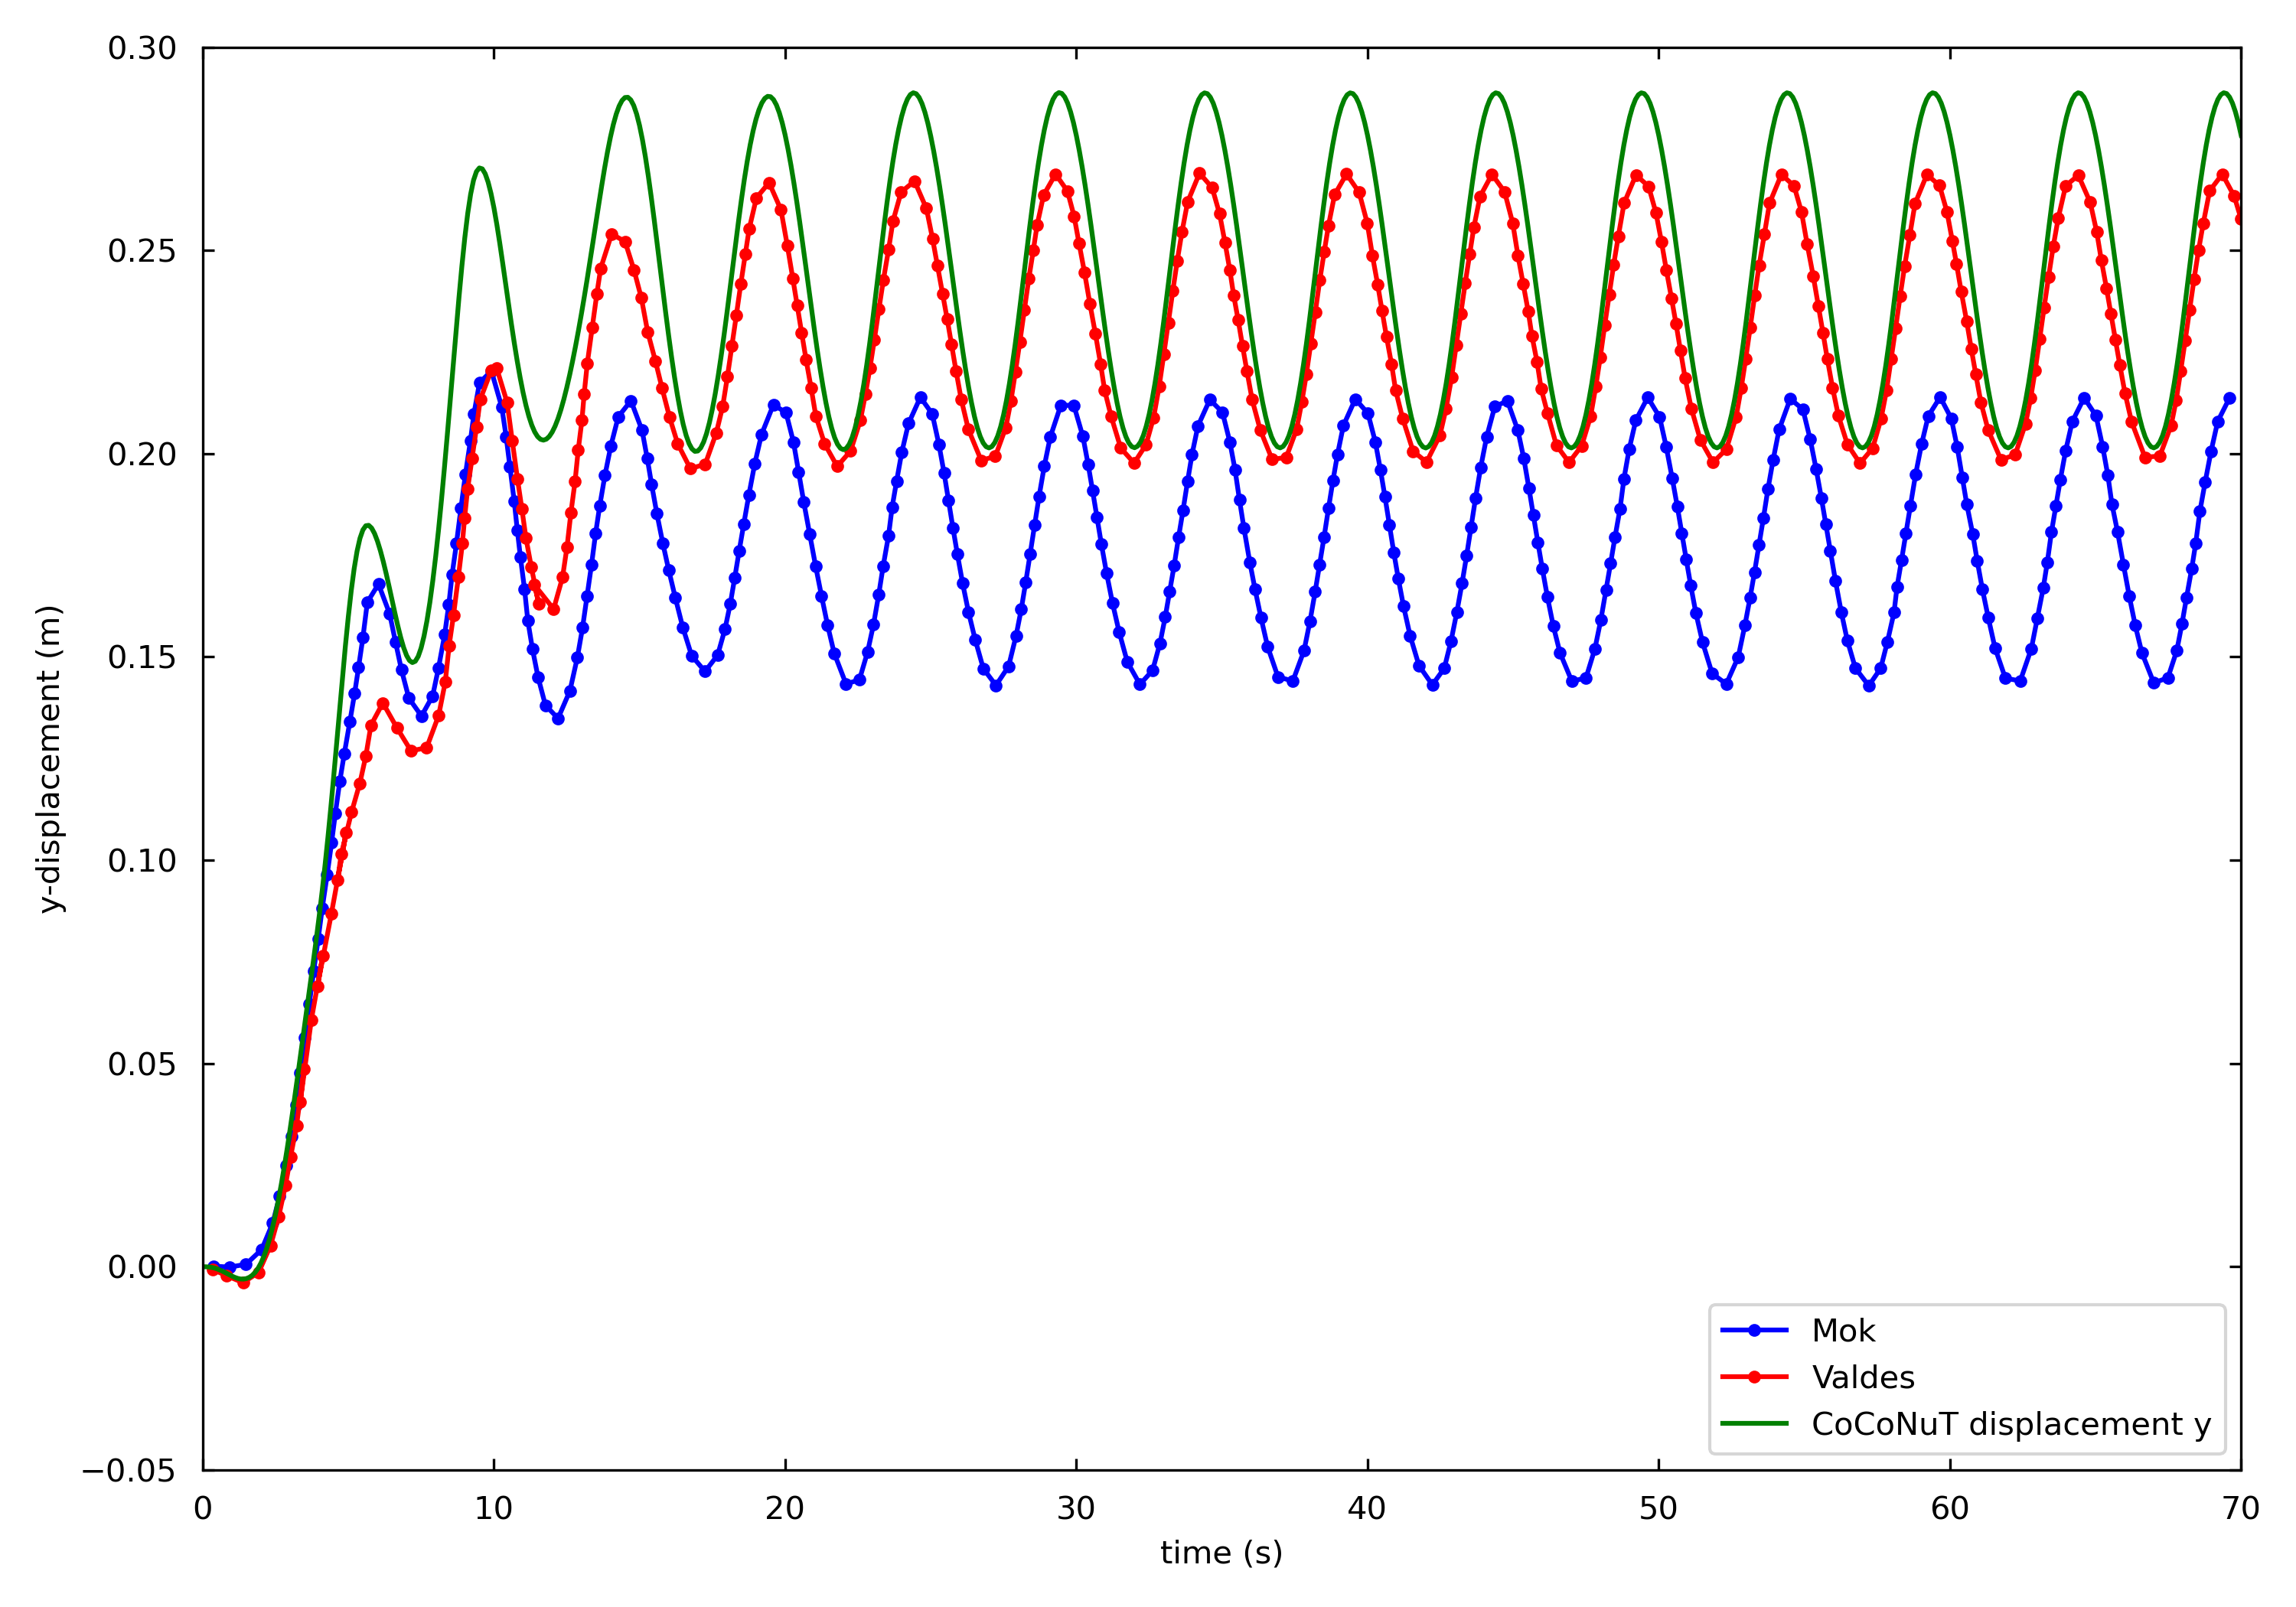 0.30
0.25
0.20
0.15
0.10
0.05
0.00
−0.05
y-displacement (m)
0 10 20 30 40 50 60 70
time (s)
Mok
Valdes
CoCoNuT displacement y